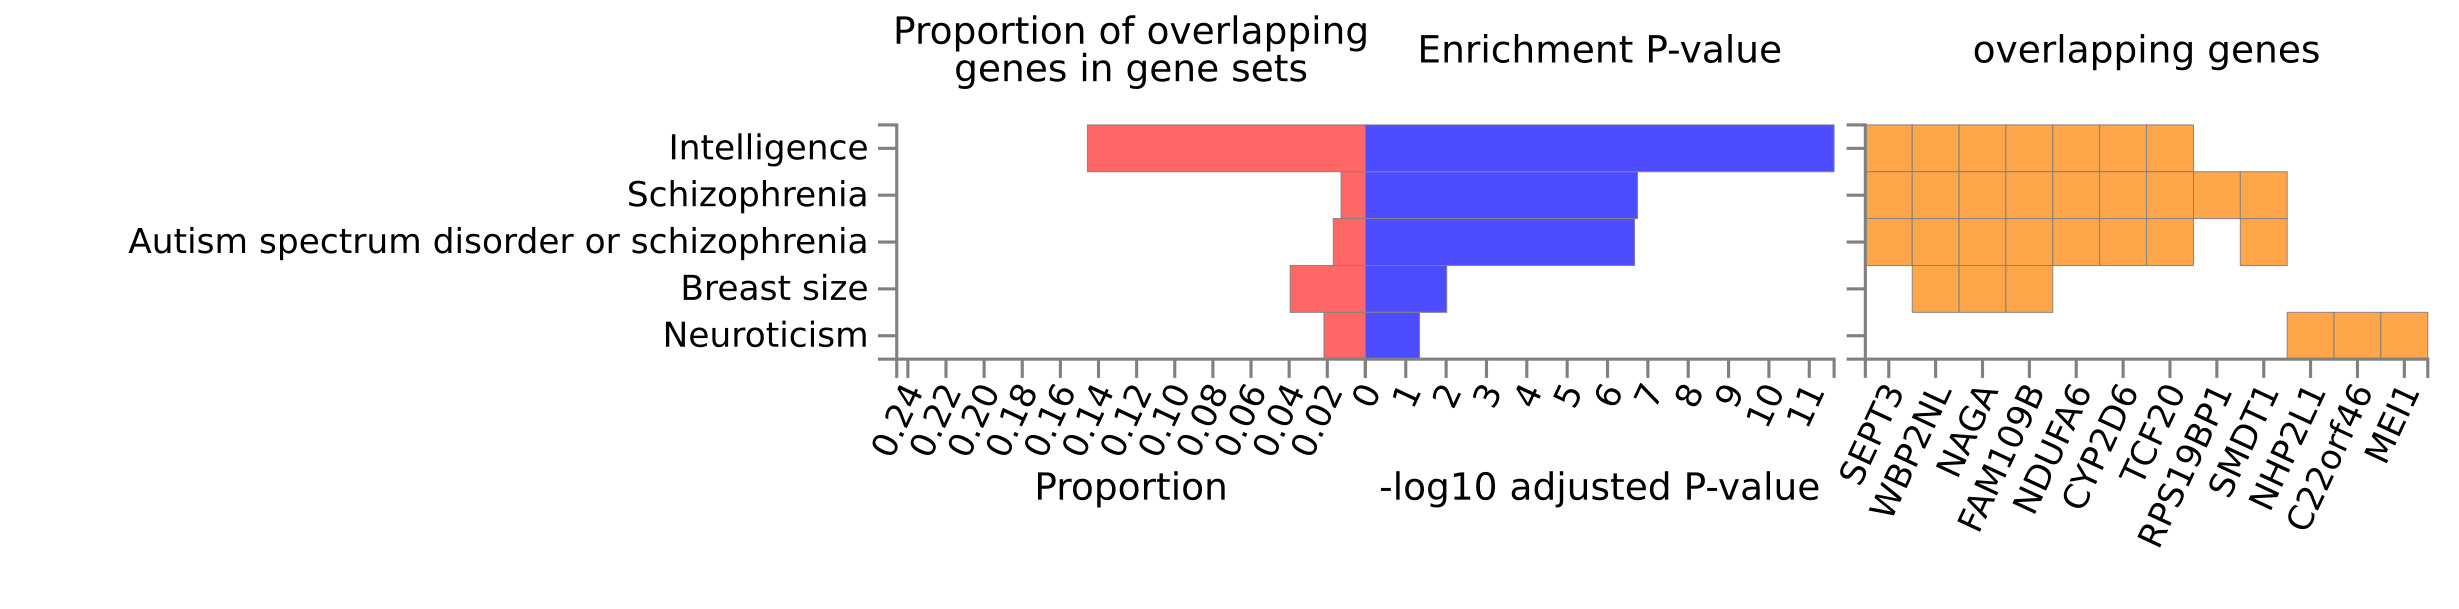 Proportion of overlapping
genes in gene sets
Enrichment P-value
overlapping genes
Intelligence
Schizophrenia
Autism spectrum disorder or schizophrenia
Breast size
Neuroticism
0.24
0.22
0.20
0.18
0.16
0.14
0.12
0.10
0.08
0.06
0.04
0.02
0
1
2
3
4
5
6
7
8
9
10
11
SEPT3
WBP2NL
NAGA
FAM109B
NDUFA6
CYP2D6
TCF20
RPS19BP1
SMDT1
NHP2L1
C22orf46
MEI1
Proportion
-log10 adjusted P-value